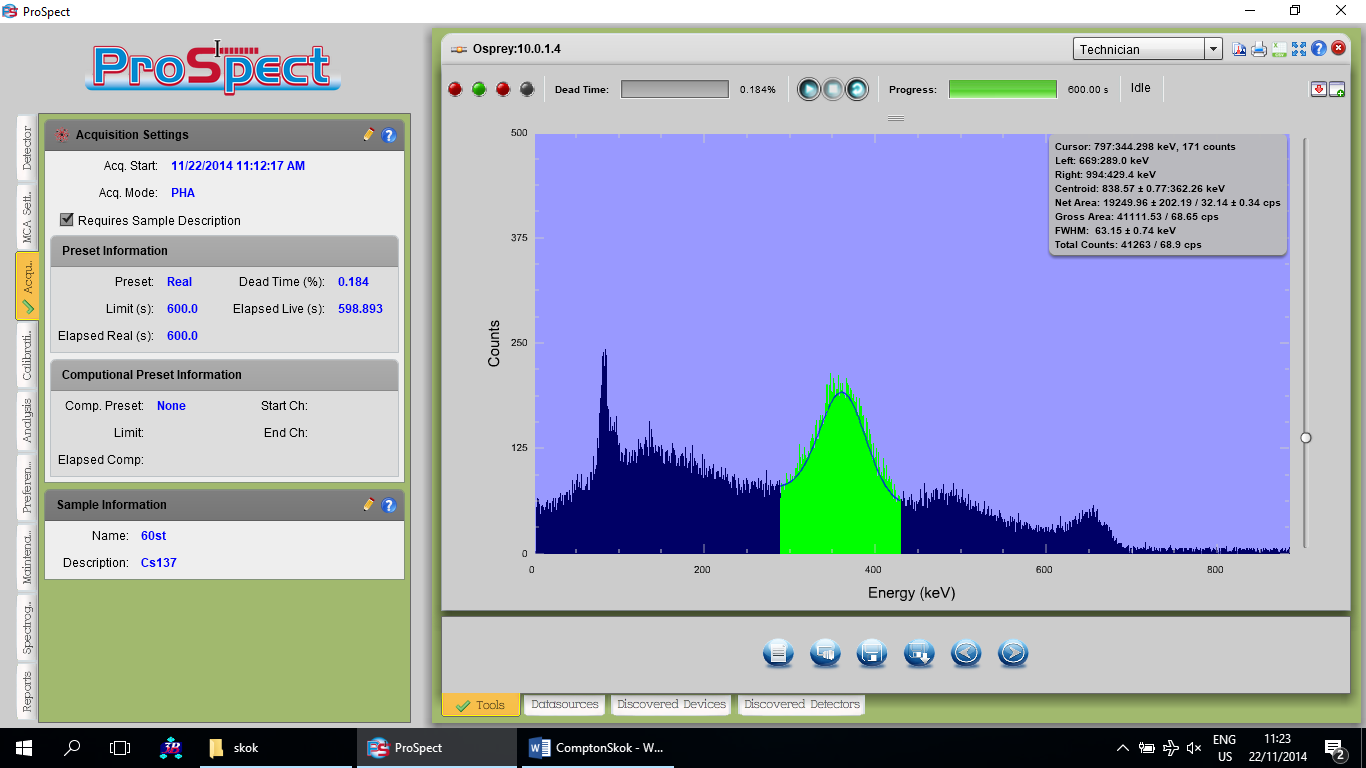 ProSpect
ProSpect
Detector
MCA Sett..
Acqu..
Calibrati..
Analysis
Preferen..
Maintena..
Spectrog..
Reports
Acquisition Settings
Acq. Start: 11/22/2014 11:12:17 AM
Acq. Mode: PHA
Requires Sample Description
Preset Information
Preset: Real Dead Time (%): 0.184
Limit (s): 600.0 Elapsed Live (s): 598.893
Elapsed Real (s): 600.0
Computional Preset Information
Comp. Preset: None Start Ch:
Limit: End Ch:
Elapsed Comp:
Sample Information
Name: 60st
Description: Cs137
Osprey:10.0.1.4
Technician
Dead Time: 0.184% Progress: 600.00 s Idle
Cursor: 797:344.298 keV, 171 counts
Left: 669:289.0 keV
Right: 994:429.4 keV
Centroid: 838.57 ± 0.77:362.26 keV
Net Area: 19249.96 ± 202.19 / 32.14 ± 0.34 cps
Gross Area: 41111.53 / 68.65 cps
FWHM: 63.15 ± 0.74 keV
Total Counts: 41263 / 68.9 cps
500
375
250
125
0
Counts
0 200 400 600 800
Energy (keV)
Tools Datasources Discovered Devices Discovered Detectors
skok ProSpect ComptonSkok - W...
ENG
US
11:23
22/11/2014
2